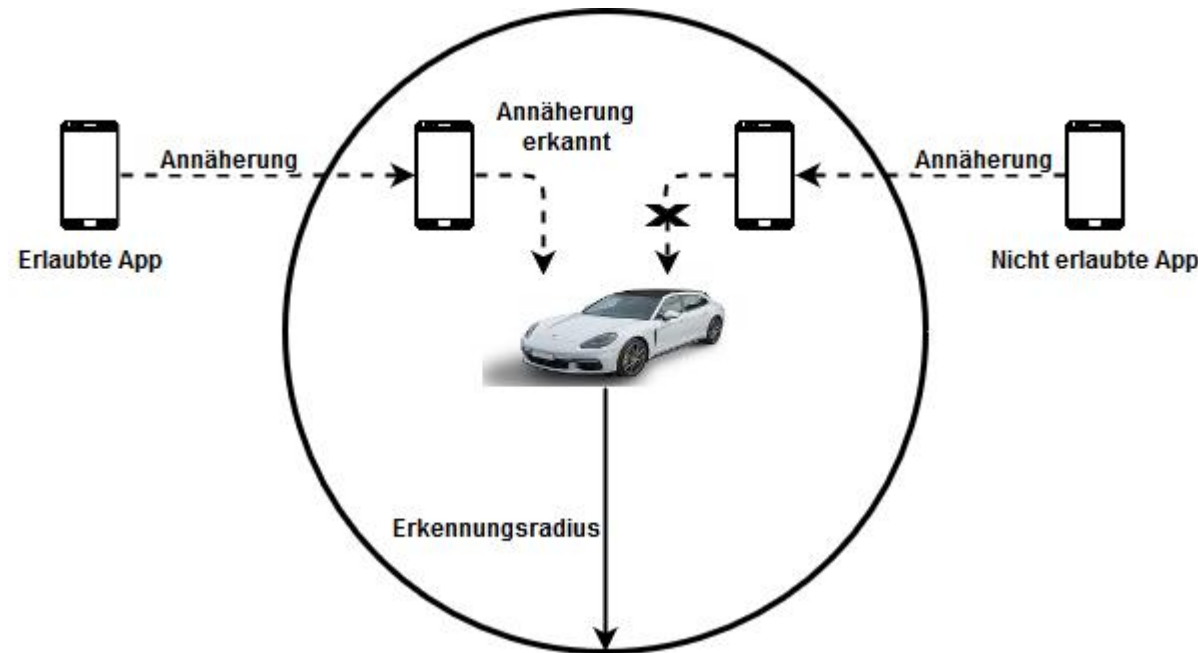 Annäherung
erkannt
Annäherung
Annäherung
Erlaubte App
Nicht erlaubte App
Erkennungsradius